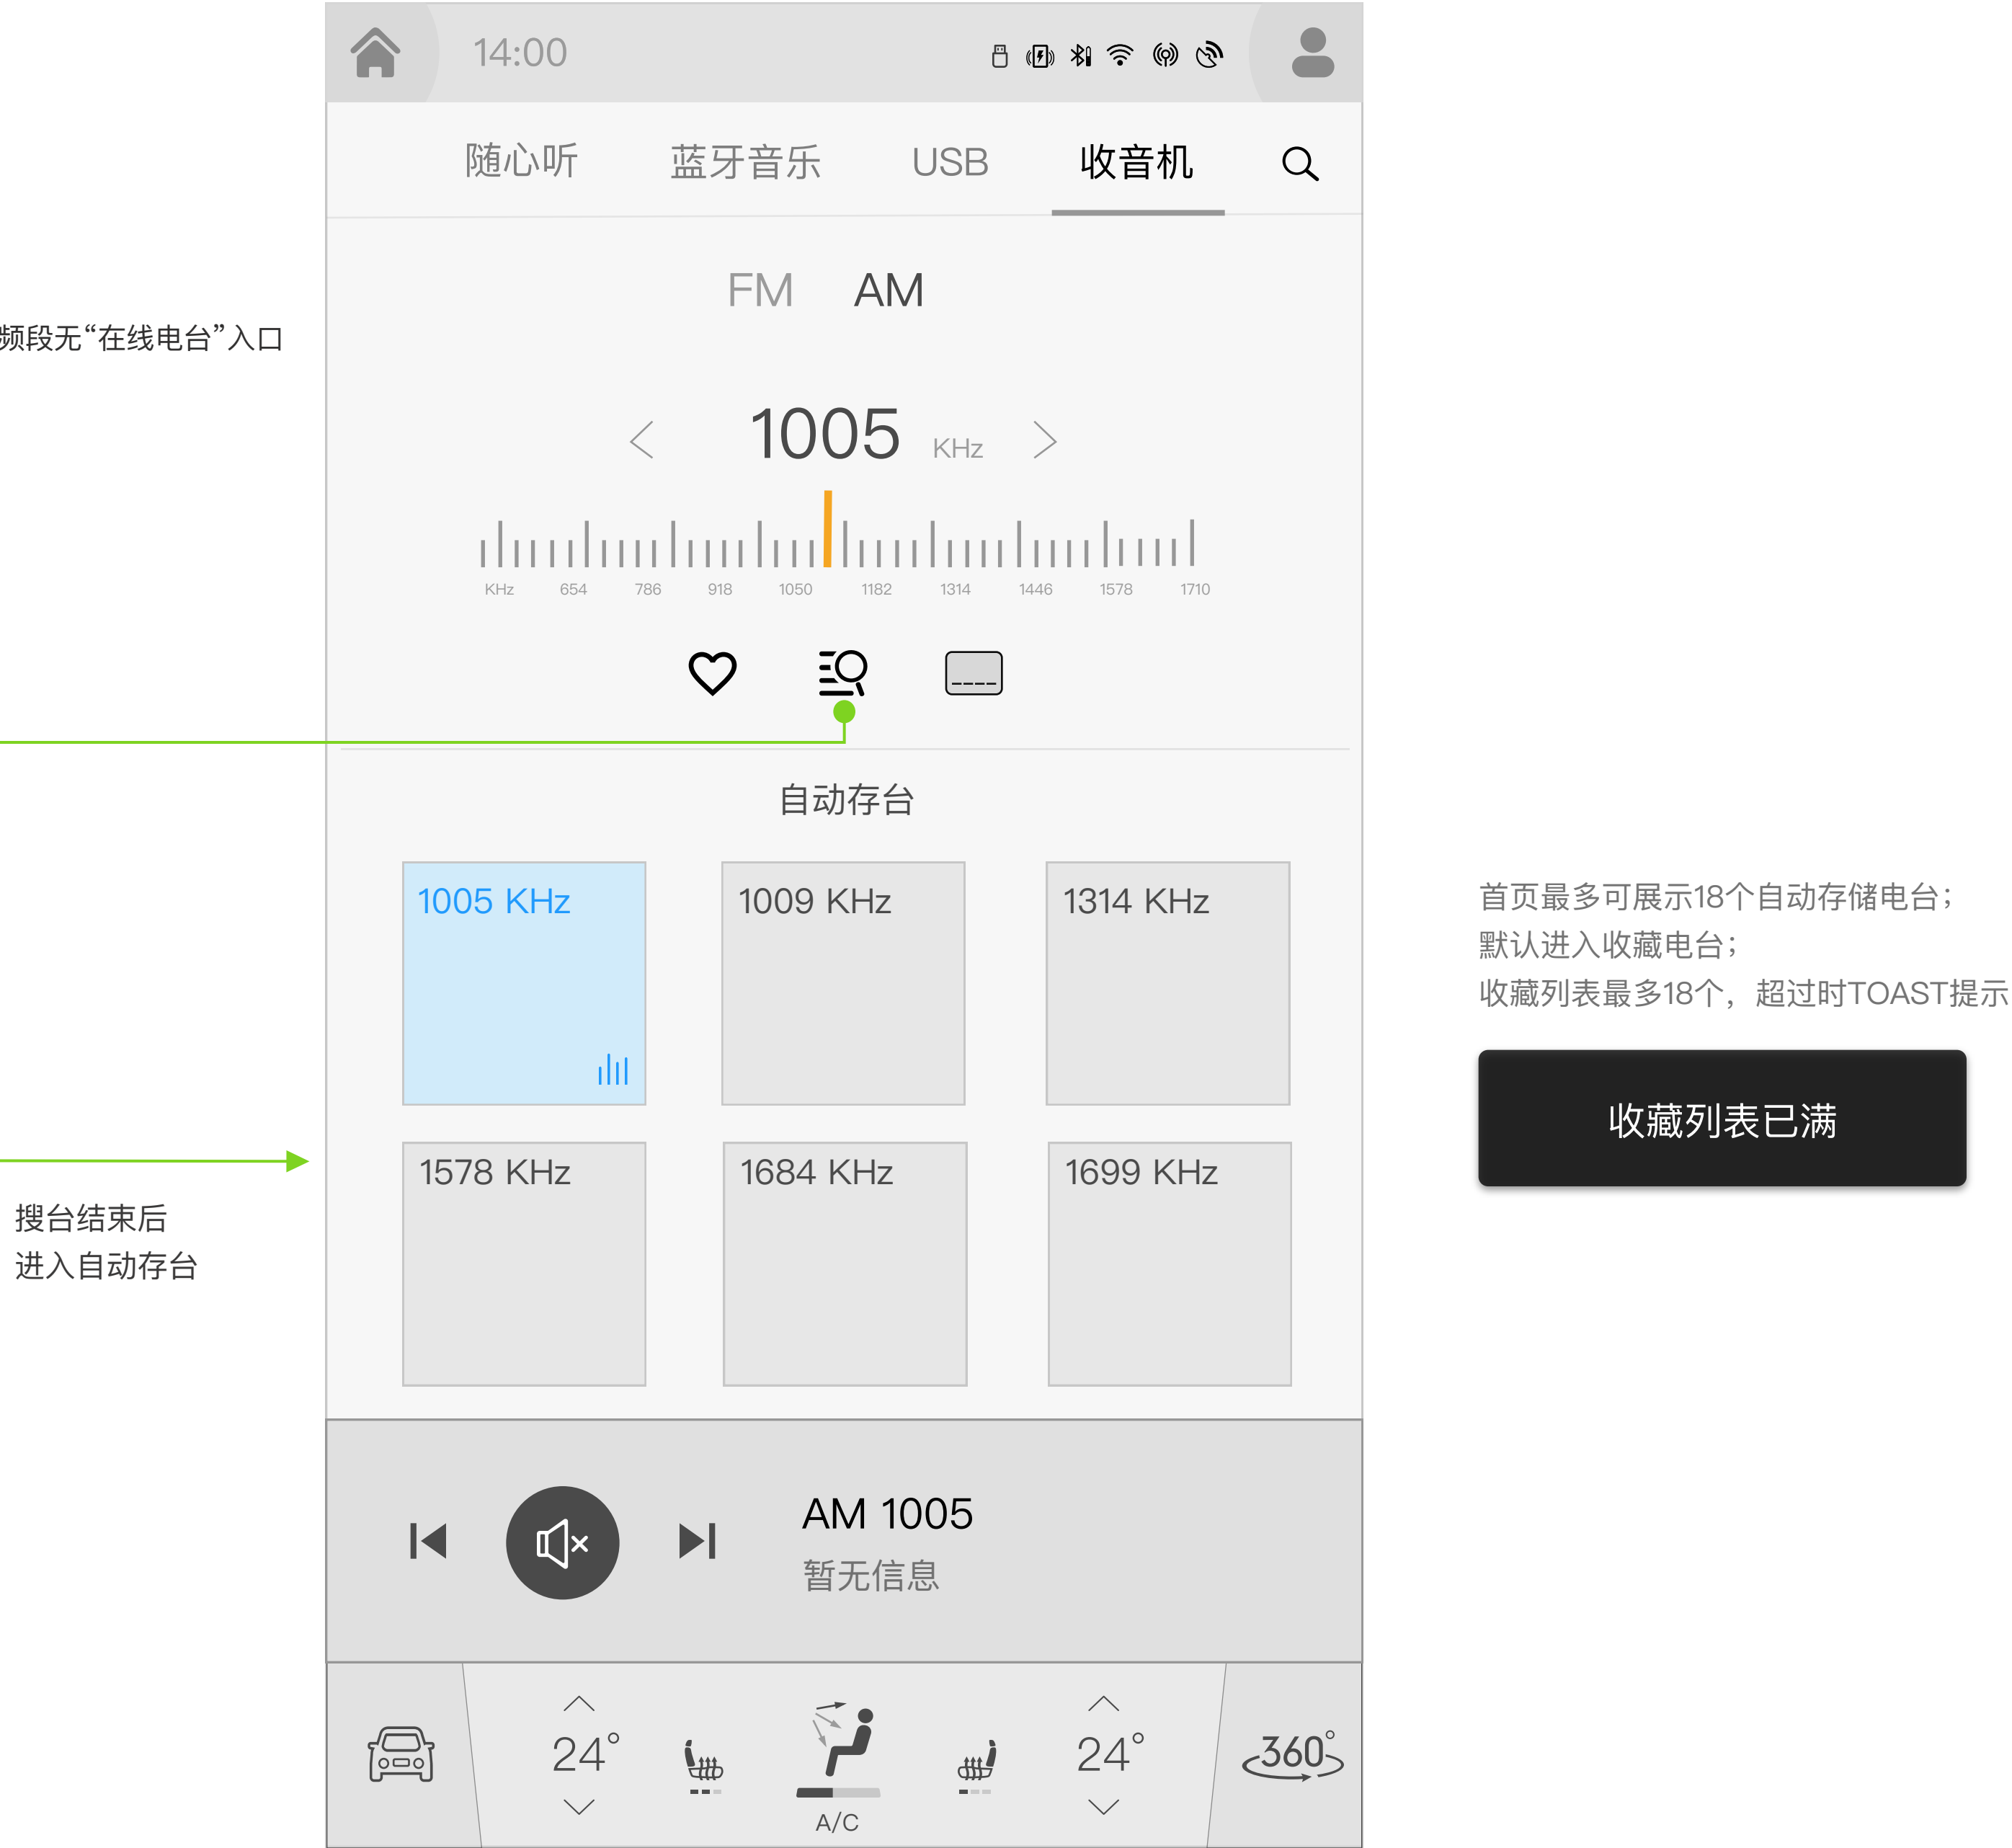 14:00
随心听 蓝牙音乐 USB 收音机
FM AM
频段无“在线电台”入口
1005 KHz
KHz 654 786 918 1050 1182 1314 1446 1578 1710
自动存台
1005 KHz 1009 KHz 1314 KHz
首页最多可展示18个自动存储电台；
默认进入收藏电台；
收藏列表最多18个，超过时TOAST提示
收藏列表已满
1578 KHz 1684 KHz 1699 KHz
搜台结束后
进入自动存台
AM 1005
暂无信息
24° 24° 360°
A/C